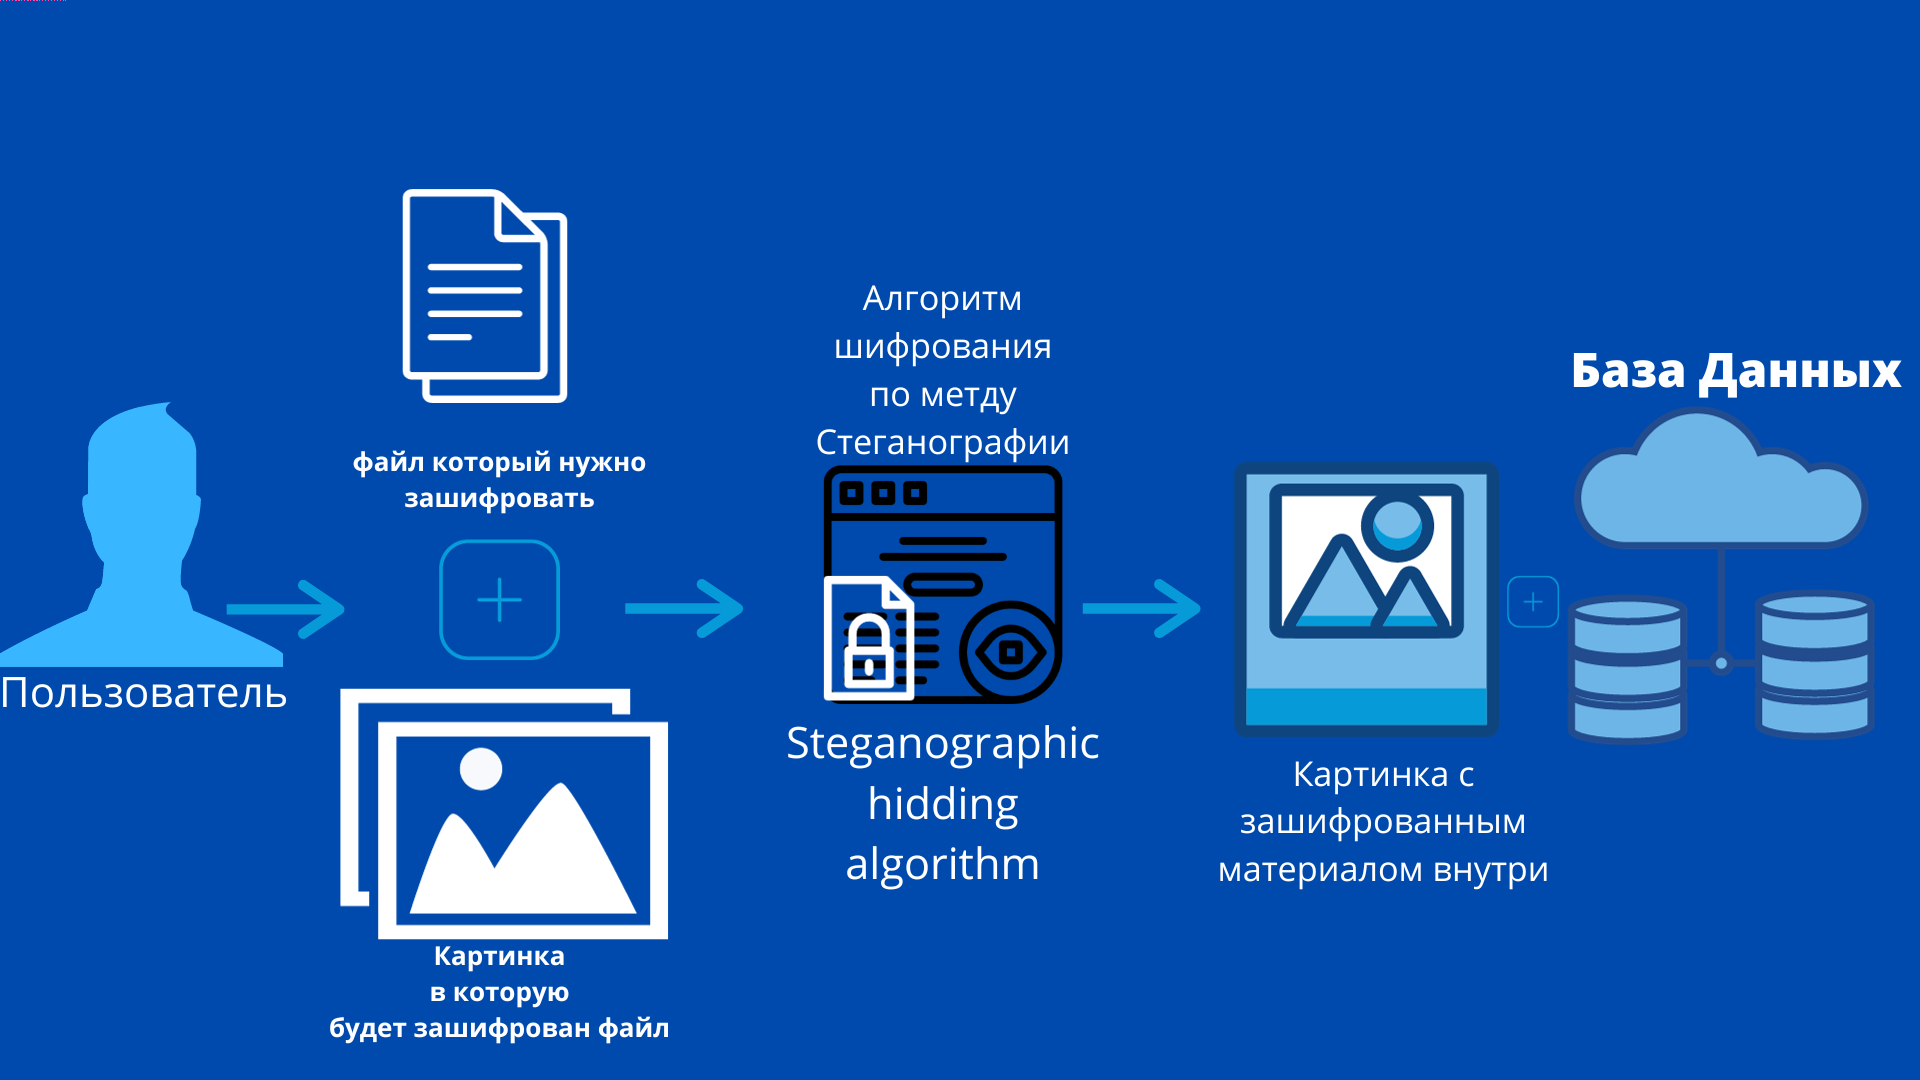 Пользователь
файл который нужно
зашифровать
Картинка
в которую
будет зашифрован файл
Алгоритм
шифрования
по метду
Стеганографии
Steganographic
hidding
algorithm
Картинка с
зашифрованным
материалом внутри
База Данных